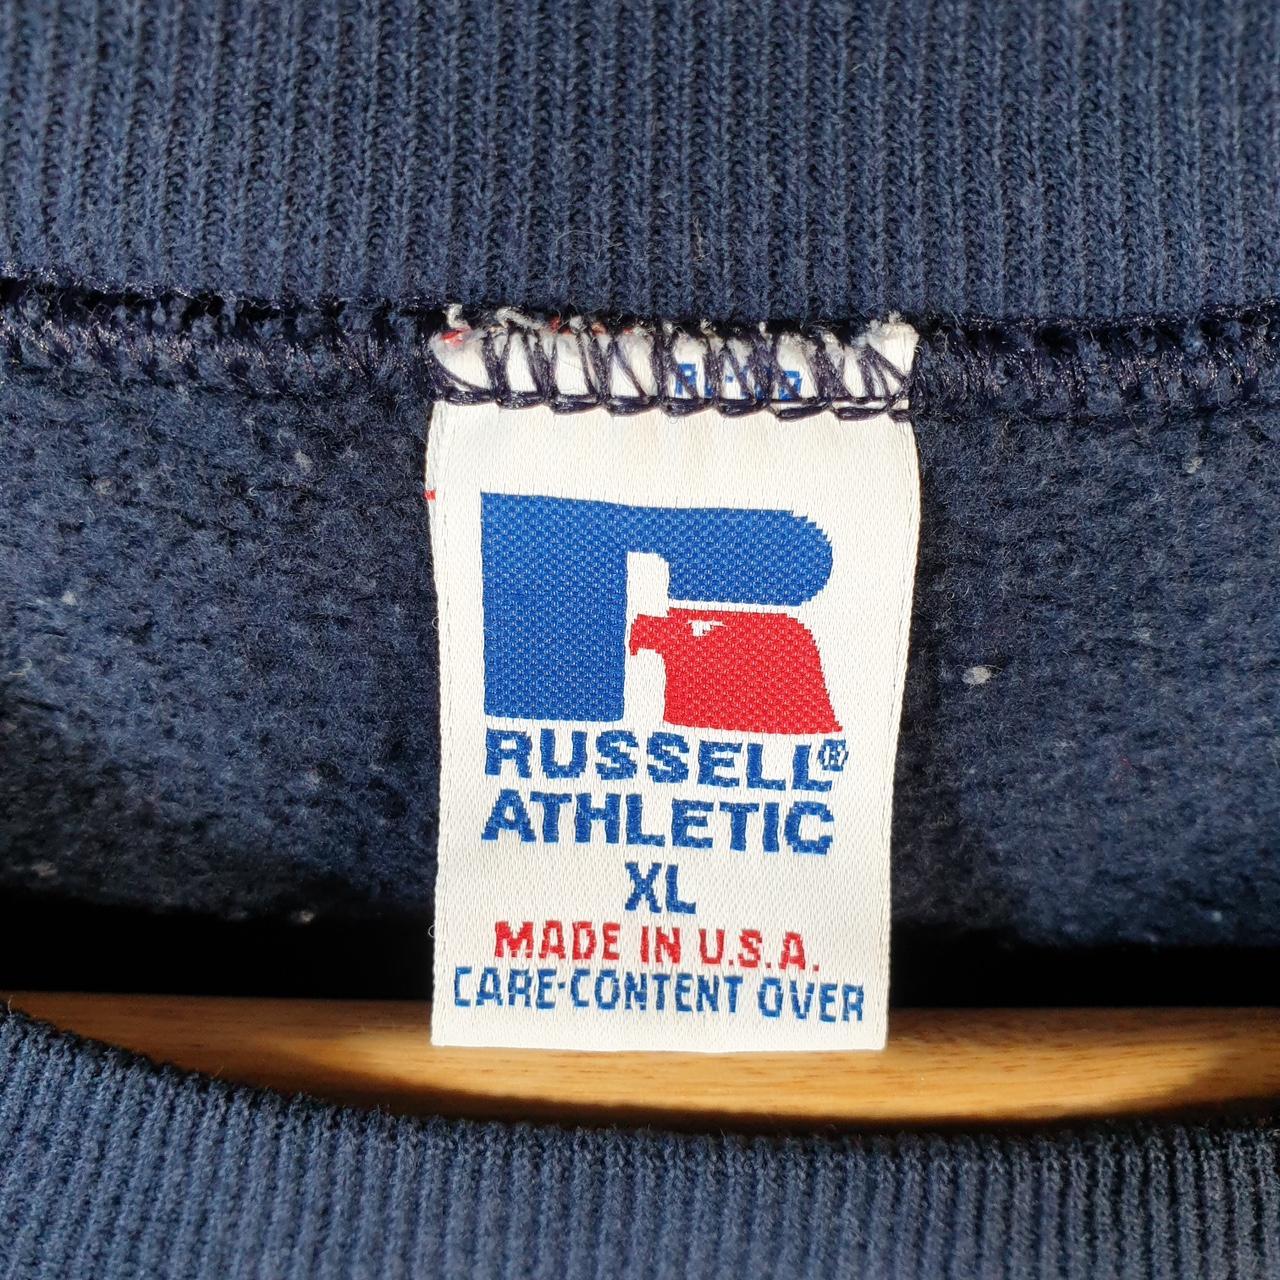 RUSSELL®
ATHLETIC
XL
MADE IN U.S.A.
CARE-CONTENT OVER